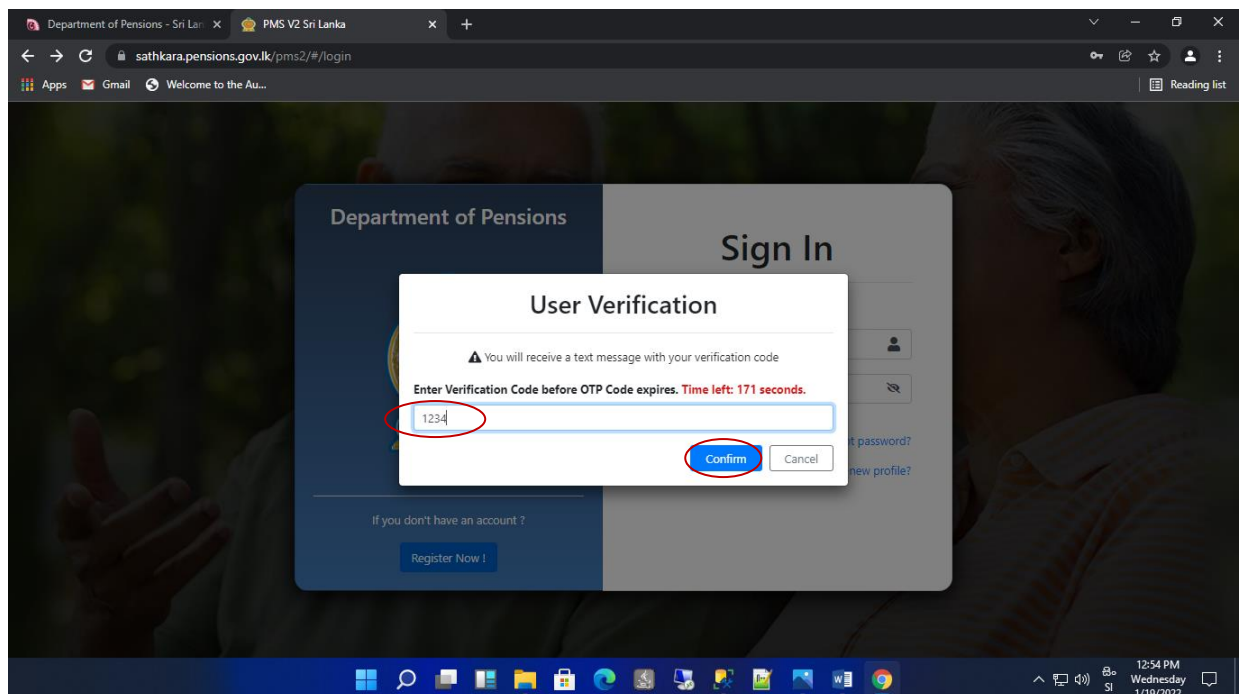 Department of Pensions - Sri Lan
PMS V2 Sri Lanka
sathkara.pensions.gov.lk/pms2/#/login
Apps
Gmail
Welcome to the Au...
Reading list
Department of Pensions
Sign In
User Verification
You will receive a text message with your verification code
Enter Verification Code before OTP Code expires. Time left: 171 seconds.
1234
Confirm
Cancel
password?
new profile?
If you don't have an account ?
Register Now !
12:54 PM
SI
Wednesday
1/19/2022